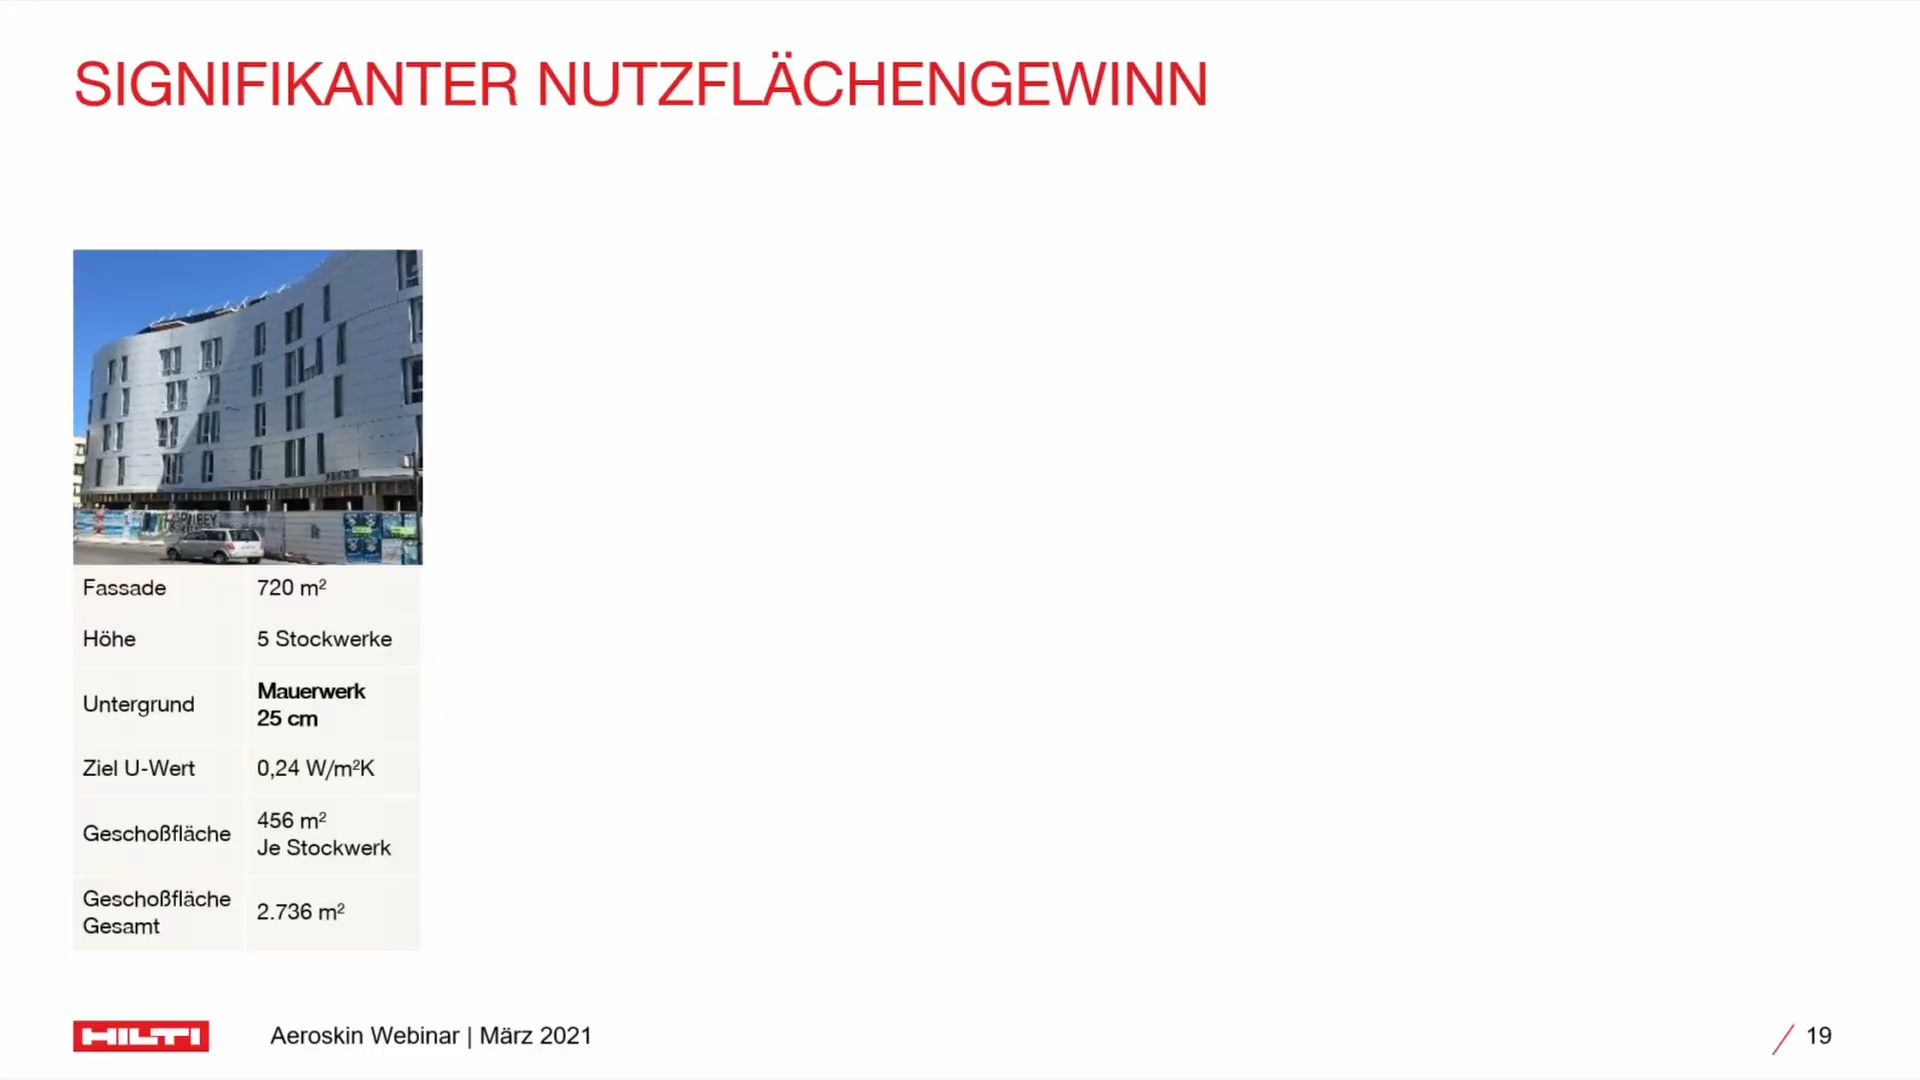 SIGNIFIKANTER NUTZFLÄCHENGEWINN
Fassade 720 m²
Höhe 5 Stockwerke
Untergrund Mauerwerk
25 cm
Ziel U-Wert 0,24 W/m²K
Geschoßfläche 456 m²
Je Stockwerk
Geschoßfläche
Gesamt 2.736 m²
HILTI Aeroskin Webinar | März 2021 19